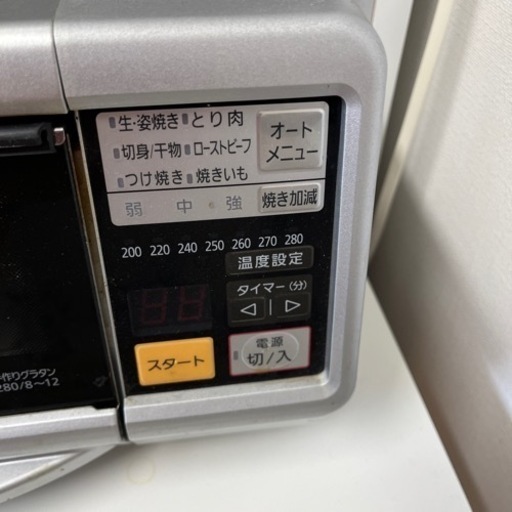 生・姿焼き とり肉
切身/干物 ローストビーフ
つけ焼き 焼きいも
オート
メニュー
弱 中 強 焼き加減
200 220 240 250 260 270 280
温度設定
タイマー(分)
スタート
電源
切/入
作りグラタン
280/8~12